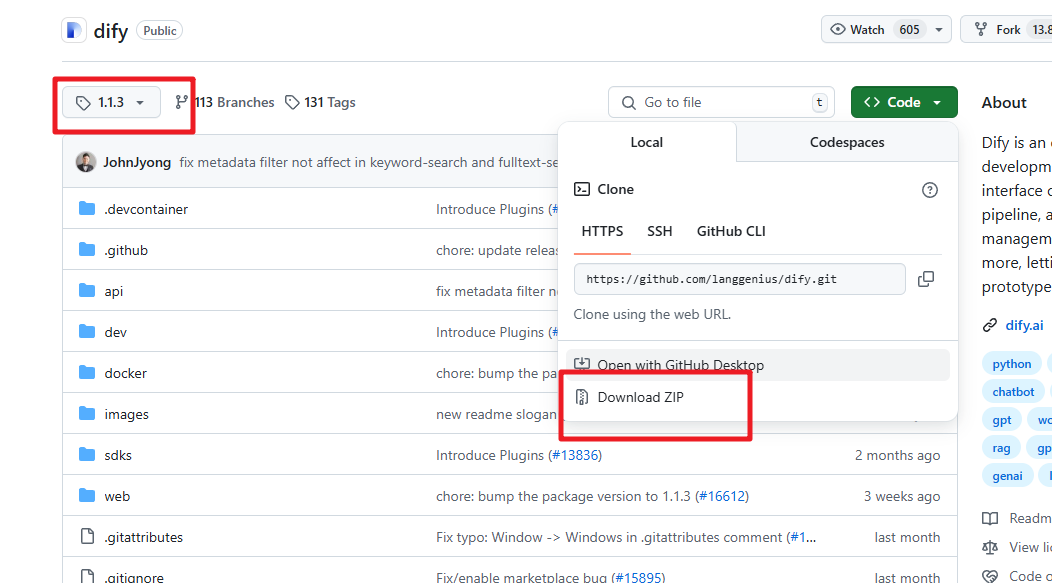 dify Public
Watch 605
Fork 13.8
1.1.3
113 Branches
131 Tags
Go to file t
Code
About
Local
Codespaces
Clone
HTTPS SSH GitHub CLI
https://github.com/langgenius/dify.git
Clone using the web URL.
Open with GitHub Desktop
Download ZIP
JohnJyong fix metadata filter not affect in keyword-search and fulltext-se
.devcontainer Introduce Plugins (#
.github chore: update releas
api fix metadata filter n
dev Introduce Plugins (#
docker chore: bump the pa
images new readme slogan
sdks Introduce Plugins (#13836) 2 months ago
web chore: bump the package version to 1.1.3 (#16612) 3 weeks ago
.gitattributes Fix typo: Window -> Windows in .gitattributes comment (#1... last month
.gitignore Fix/enable marketplace bug (#15895) last month
Dify is an
developm
interface
pipeline, a
managem
more, letti
prototype
dify.ai
python
chatbot
gpt
rag
genai
Readm
View lic
Code o